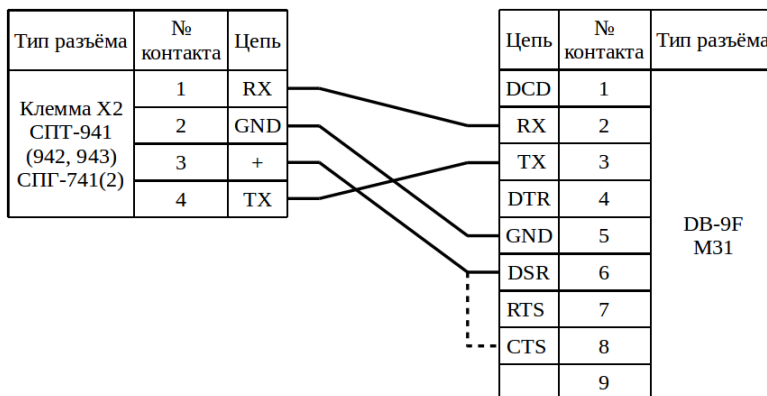 Тип разъёма № контакта Цепь
Клемма X2 СПТ-941 (942, 943) СПГ-741(2)
1 RX
2 GND
3 +
4 TX
Цепь № контакта Тип разъёма
DCD 1
RX 2
TX 3
DTR 4
GND 5
DSR 6
RTS 7
CTS 8
9
DB-9F
M31